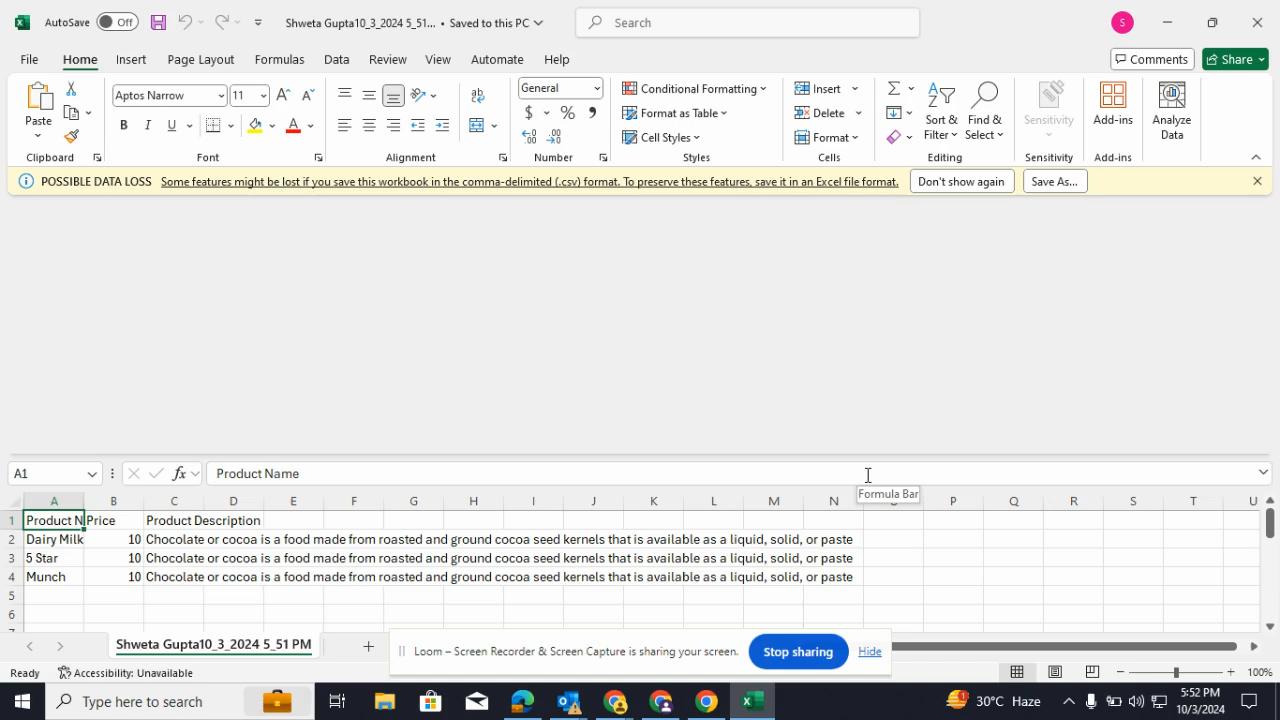 AutoSave Off Shweta Gupta10_3_2024 5_51... • Saved to this PC Search S
File Home Insert Page Layout Formulas Data Review View Automate Help Comments Share
Paste Aptos Narrow 11 General Conditional Formatting Insert Sort & Find & Sensitivity Add-ins Analyze
Format as Table Delete Filter Select Data
B I U Cell Styles Format
Clipboard Font Alignment Number Styles Cells Editing Sensitivity Add-ins
POSSIBLE DATA LOSS Some features might be lost if you save this workbook in the comma-delimited (.csv) format. To preserve these features, save it in an Excel file format. Don't show again Save As...
A1 fx Product Name
Formula Bar
A B C D E F G H I J K L M N P Q R S T U
1 Product N Price Product Description
2 Dairy Milk 10 Chocolate or cocoa is a food made from roasted and ground cocoa seed kernels that is available as a liquid, solid, or paste
3 5 Star 10 Chocolate or cocoa is a food made from roasted and ground cocoa seed kernels that is available as a liquid, solid, or paste
4 Munch 10 Chocolate or cocoa is a food made from roasted and ground cocoa seed kernels that is available as a liquid, solid, or paste
5
6
Shweta Gupta10_3_2024 5_51 PM
Loom – Screen Recorder & Screen Capture is sharing your screen. Stop sharing Hide
Ready Accessibility: Unavailable 100%
Type here to search 1 30°C Haze 5:52 PM
10/3/2024